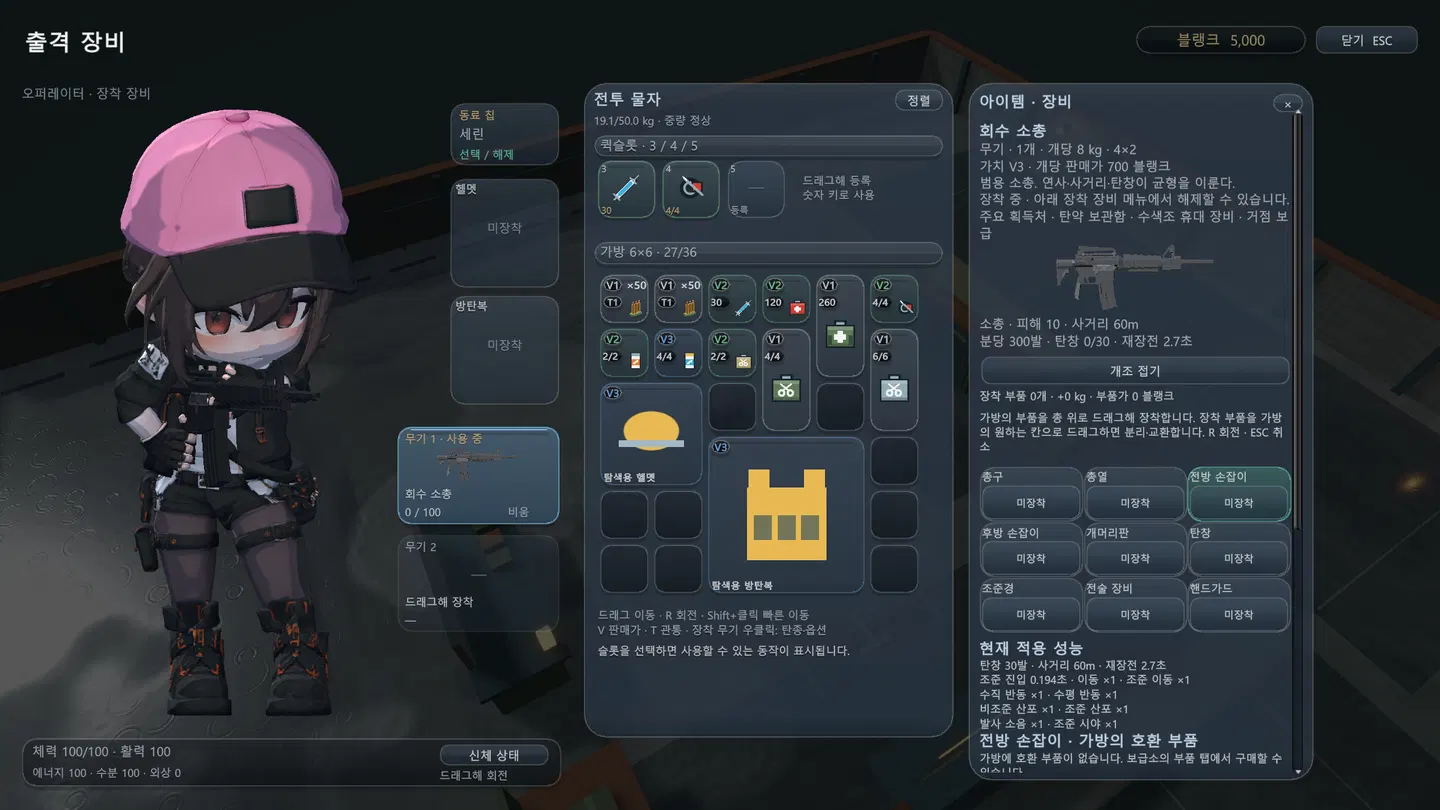 출격 장비
블랭크 5,000
닫기 ESC
오퍼레이터 · 장착 장비
동료 칩
세린
선택 / 해제
헬멧
미장착
방탄복
미장착
무기 1 · 사용 중
회수 소총
0 / 100
비움
무기 2
—
드래그해 장착
—
체력 100/100 · 활력 100
에너지 100 · 수분 100 · 외상 0
신체 상태
드래그해 회전
전투 물자
정렬
19.1/50.0 kg · 중량 정상
퀵슬롯 · 3 / 4 / 5
3
30
4
4/4
5
—
등록
드래그해 등록
숫자 키로 사용
가방 6×6 · 27/36
V1 ×50
T1
V1 ×50
T1
V2
30
V2
120
V1
260
V2
4/4
V2
2/2
V3
4/4
V2
2/2
V1
4/4
V1
6/6
V3
탐색용 헬멧
V3
탐색용 방탄복
드래그 이동 · R 회전 · Shift+클릭 빠른 이동
V 판매가 · T 관통 · 장착 무기 우클릭: 탄종·옵션
슬롯을 선택하면 사용할 수 있는 동작이 표시됩니다.
아이템 · 장비
×
회수 소총
무기 · 1개 · 개당 8 kg · 4×2
가치 V3 · 개당 판매가 700 블랭크
범용 소총. 연사·사거리·탄창이 균형을 이룬다.
장착 중 · 아래 장착 장비 메뉴에서 해제할 수 있습니다.
주요 획득처 · 탄약 보관함 · 수색조 휴대 장비 · 거점 보
급
소총 · 피해 10 · 사거리 60m
분당 300발 · 탄창 0/30 · 재장전 2.7초
개조 접기
장착 부품 0개 · +0 kg · 부품가 0 블랭크
가방의 부품을 총 위로 드래그해 장착합니다. 장착 부품을 가방
의 원하는 칸으로 드래그하면 분리·교환합니다. R 회전 · ESC 취
소
총구
미장착
총열
미장착
전방 손잡이
미장착
후방 손잡이
미장착
개머리판
미장착
탄창
미장착
조준경
미장착
전술 장비
미장착
핸드가드
미장착
현재 적용 성능
탄창 30발 · 사거리 60m · 재장전 2.7초
조준 진입 0.194초 · 이동 ×1 · 조준 이동 ×1
수직 반동 ×1 · 수평 반동 ×1
비조준 산포 ×1 · 조준 산포 ×1
발사 소음 ×1 · 조준 시야 ×1
전방 손잡이 · 가방의 호환 부품
가방에 호환 부품이 없습니다. 보급소의 부품 탭에서 구매할 수
있습니다.